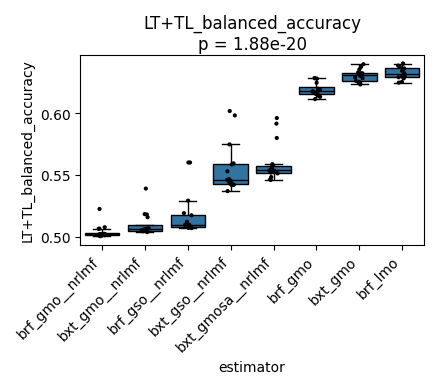 LT+TL_balanced_accuracy
p = 1.88e-20
LT+TL_balanced_accuracy
0.60
0.55
0.50
brf_gmo__nrlmf
bxt_gmo__nrlmf
brf_gso__nrlmf
bxt_gso__nrlmf
bxt_gmosa__nrlmf
brf_gmo
bxt_gmo
brf_lmo
estimator